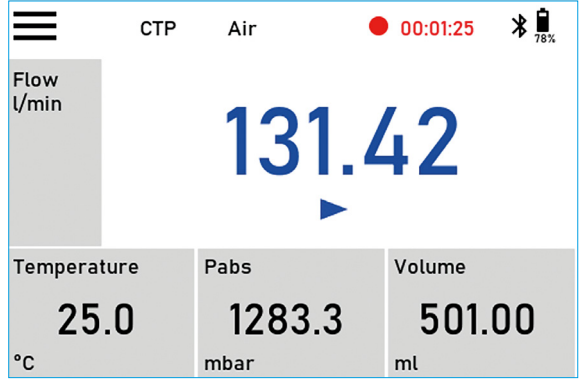 CTP Air 00:01:25 78%
Flow
l/min
131.42
Temperature Pabs Volume
25.0 1283.3 501.00
°C mbar ml